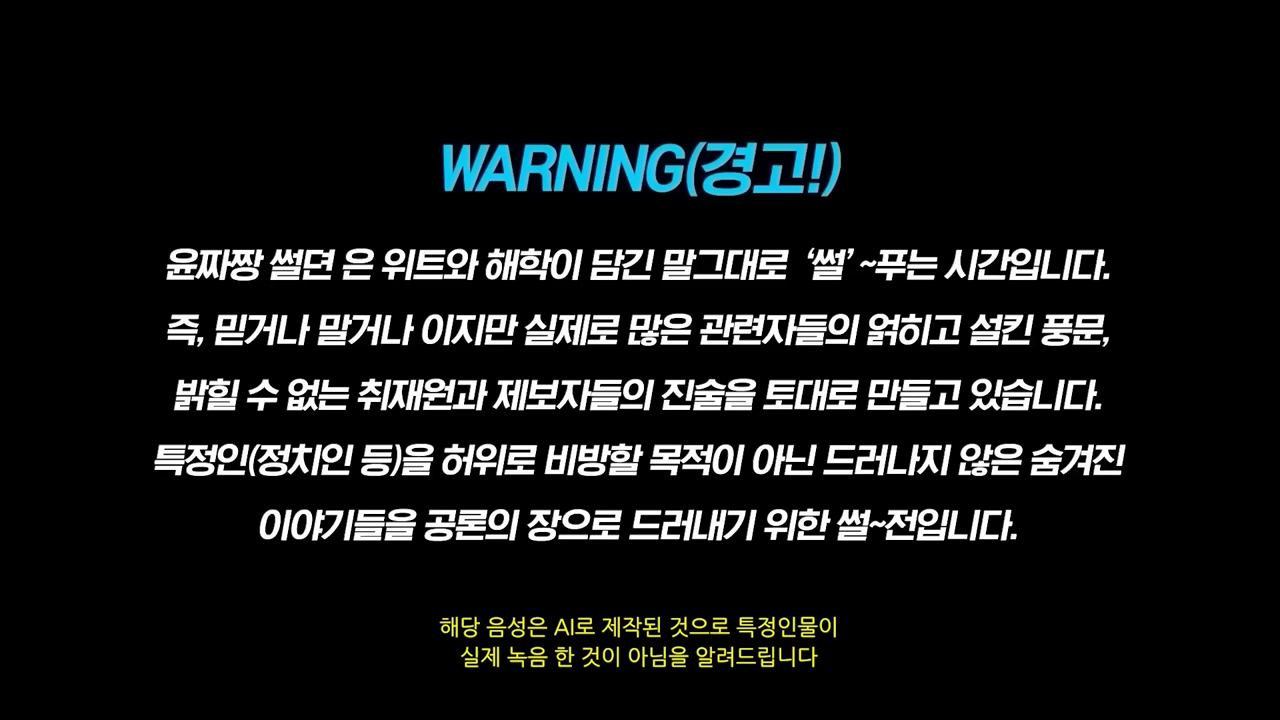 WARNING(경고!)
윤짜장 썰뎐 은 위트와 해학이 담긴 말그대로 ‘썰’ ~푸는 시간입니다.
즉, 믿거나 말거나 이지만 실제로 많은 관련자들의 얽히고 설킨 풍문,
밝힐 수 없는 취재원과 제보자들의 진술을 토대로 만들고 있습니다.
특정인(정치인 등)을 허위로 비방할 목적이 아닌 드러나지 않은 숨겨진
이야기들을 공론의 장으로 드러내기 위한 썰~전입니다.
해당 음성은 AI로 제작된 것으로 특정인물이
실제 녹음 한 것이 아님을 알려드립니다